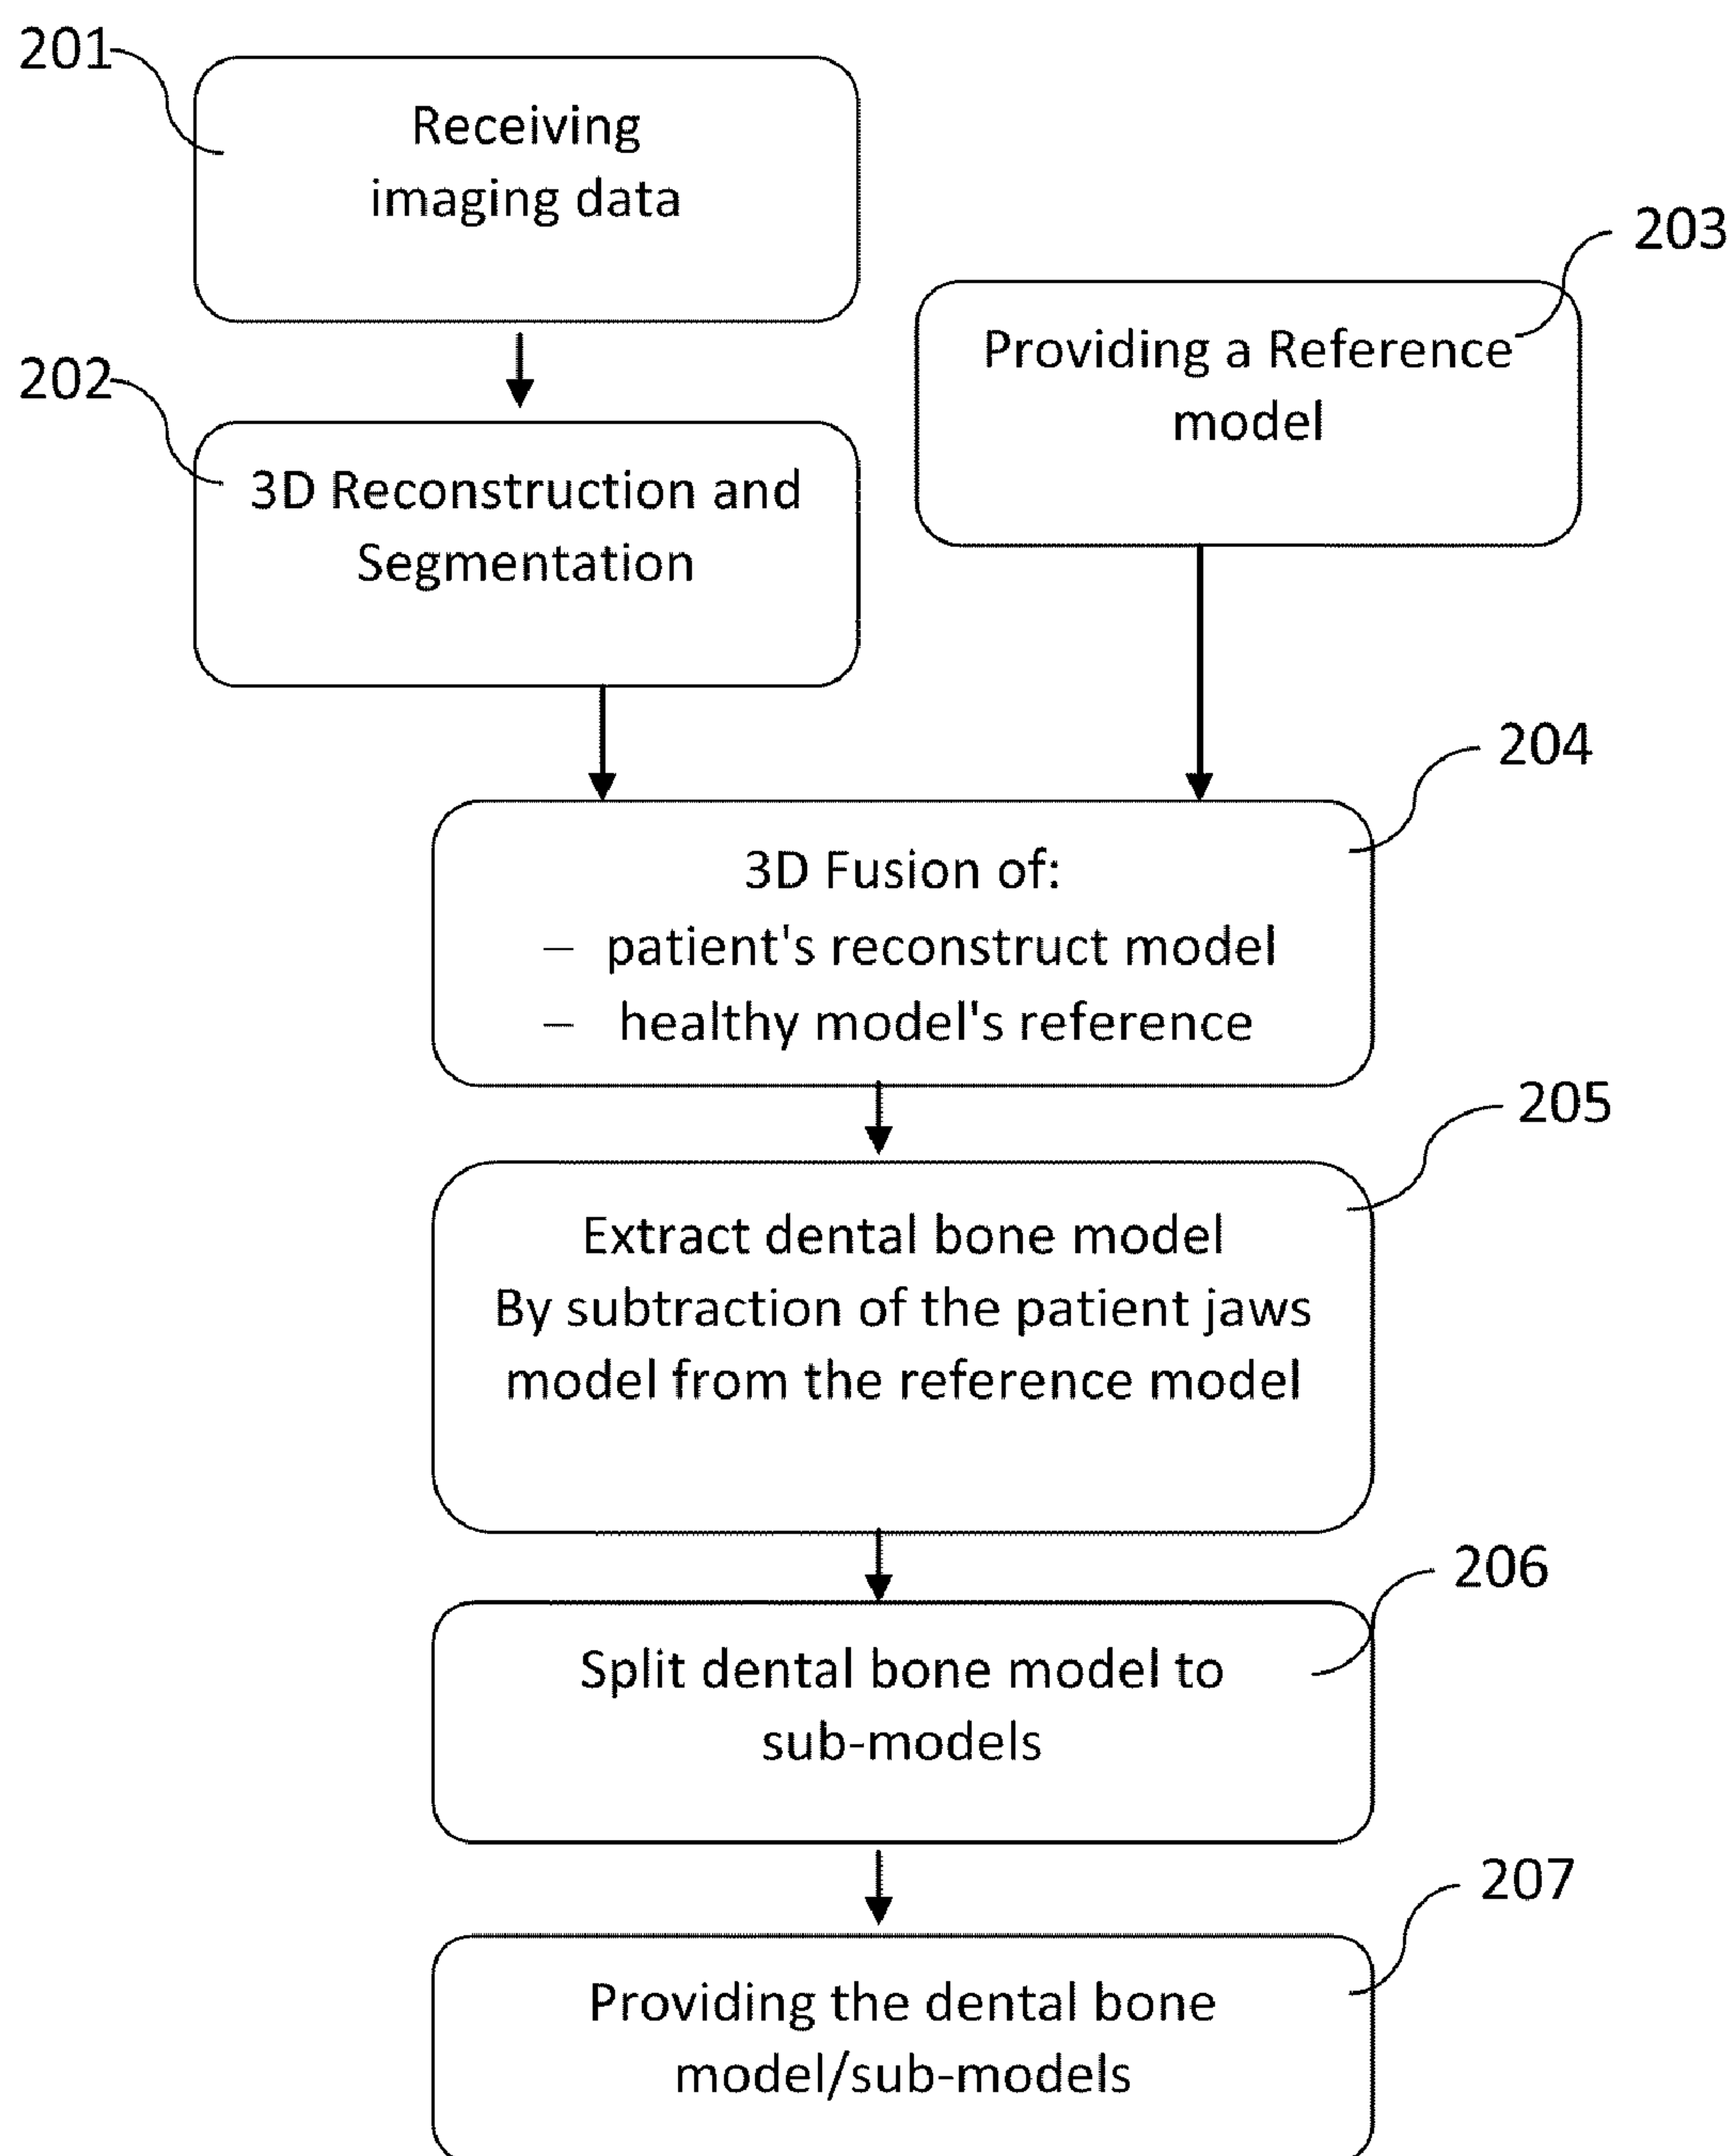 201
Receiving
imaging data
202
3D Reconstruction and
Segmentation
203
Providing a Reference
model
204
3D Fusion of:
– patient's reconstruct model
– healthy model's reference
205
Extract dental bone model
By subtraction of the patient jaws
model from the reference model
206
Split dental bone model to
sub-models
207
Providing the dental bone
model/sub-models